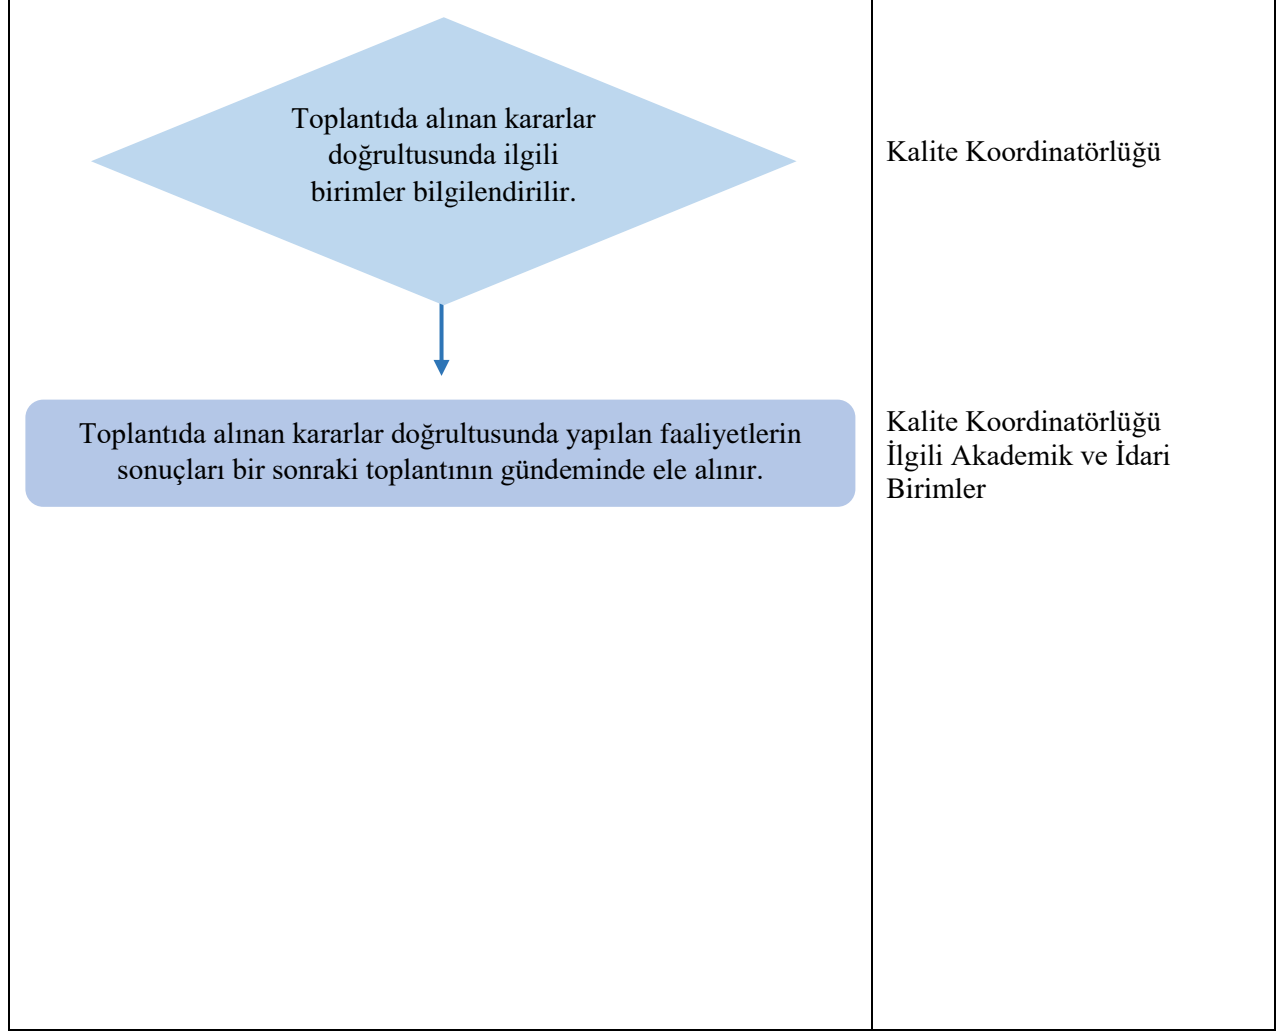 Toplantıda alınan kararlar
doğrultusunda ilgili
birimler bilgilendirilir.
Kalite Koordinatörlüğü
Toplantıda alınan kararlar doğrultusunda yapılan faaliyetlerin
sonuçları bir sonraki toplantının gündeminde ele alınır.
Kalite Koordinatörlüğü
İlgili Akademik ve İdari
Birimler